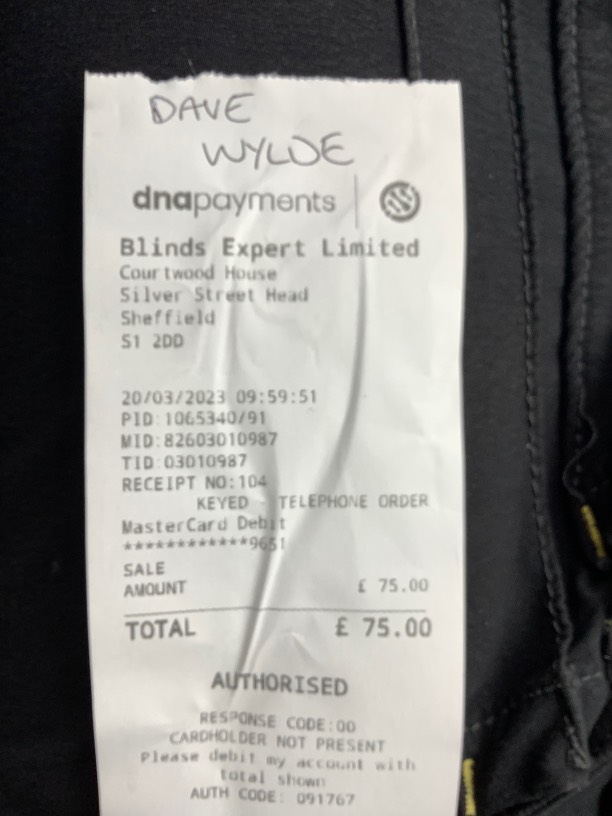 DAVE
WYLDE
dnapayments
Blinds Expert Limited
Courtwood House
Silver Street Head
Sheffield
S1 2DD
20/03/2023 09:59:51
PID:1065340/91
MID:82603010987
TID:03010987
RECEIPT NO:104
KEYED - TELEPHONE ORDER
MasterCard Debit
************9651
SALE
AMOUNT £ 75.00
TOTAL £ 75.00
AUTHORISED
RESPONSE CODE:00
CARDHOLDER NOT PRESENT
Please debit my account with
total shown
AUTH CODE: 091767